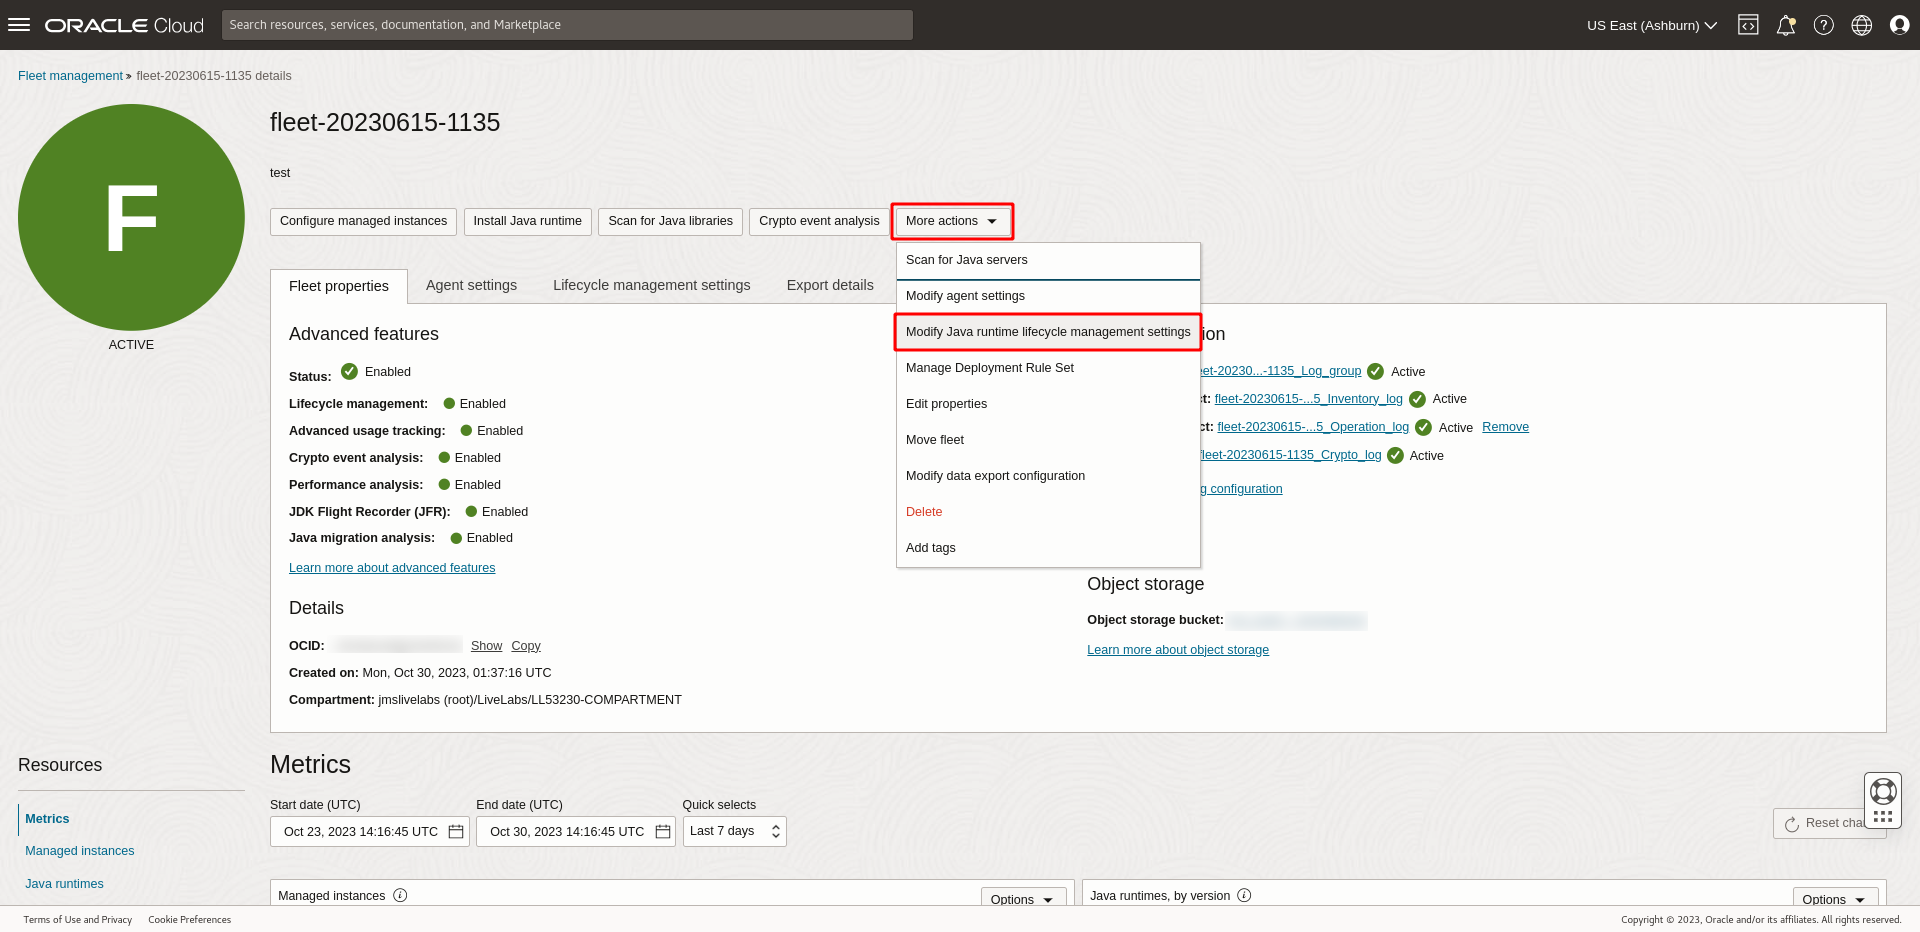 ORACLE Cloud
Search resources, services, documentation, and Marketplace
US East (Ashburn)
Fleet management » fleet-20230615-1135 details
F
ACTIVE
fleet-20230615-1135
test
Configure managed instances
Install Java runtime
Scan for Java libraries
Crypto event analysis
More actions
Scan for Java servers
Modify agent settings
Modify Java runtime lifecycle management settings
Manage Deployment Rule Set
Edit properties
Move fleet
Modify data export configuration
Delete
Add tags
Fleet properties
Agent settings
Lifecycle management settings
Export details
Advanced features
Status: Enabled
Lifecycle management: Enabled
Advanced usage tracking: Enabled
Crypto event analysis: Enabled
Performance analysis: Enabled
JDK Flight Recorder (JFR): Enabled
Java migration analysis: Enabled
Learn more about advanced features
Details
OCID: Show Copy
Created on: Mon, Oct 30, 2023, 01:37:16 UTC
Compartment: jmslivelabs (root)/LiveLabs/LL53230-COMPARTMENT
eet-20230...-1135_Log_group Active
fleet-20230615-...5_Inventory_log Active
fleet-20230615-...5_Operation_log Active Remove
fleet-20230615-1135_Crypto_log Active
configuration
Object storage
Object storage bucket:
Learn more about object storage
Resources
Metrics
Managed instances
Java runtimes
Metrics
Start date (UTC)
Oct 23, 2023 14:16:45 UTC
End date (UTC)
Oct 30, 2023 14:16:45 UTC
Quick selects
Last 7 days
Reset cha
Managed instances
Options
Java runtimes, by version
Options
Terms of Use and Privacy
Cookie Preferences
Copyright © 2023, Oracle and/or its affiliates. All rights reserved.